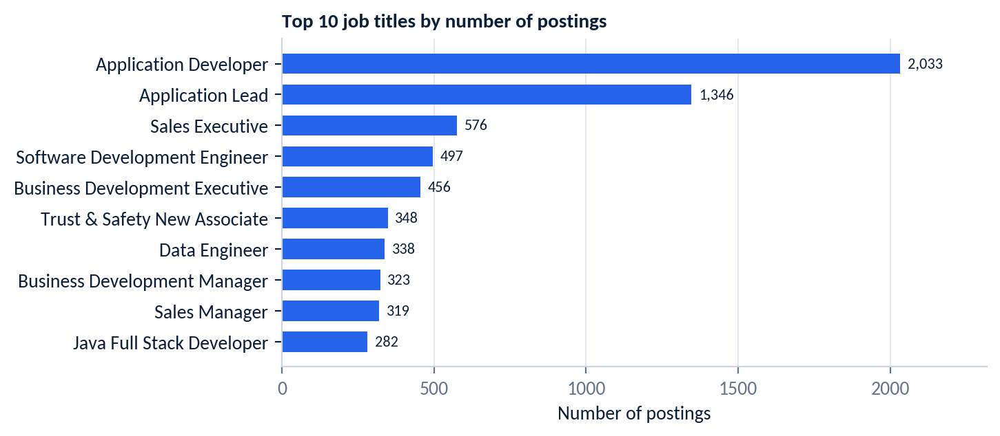 Top 10 job titles by number of postings
Application Developer 2,033
Application Lead 1,346
Sales Executive 576
Software Development Engineer 497
Business Development Executive 456
Trust & Safety New Associate 348
Data Engineer 338
Business Development Manager 323
Sales Manager 319
Java Full Stack Developer 282
0 500 1000 1500 2000
Number of postings